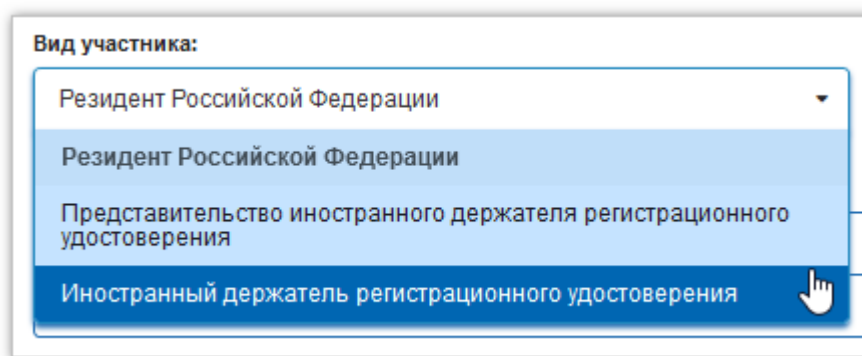 Вид участника:
Резидент Российской Федерации
Резидент Российской Федерации
Представительство иностранного держателя регистрационного
удостоверения
Иностранный держатель регистрационного удостоверения